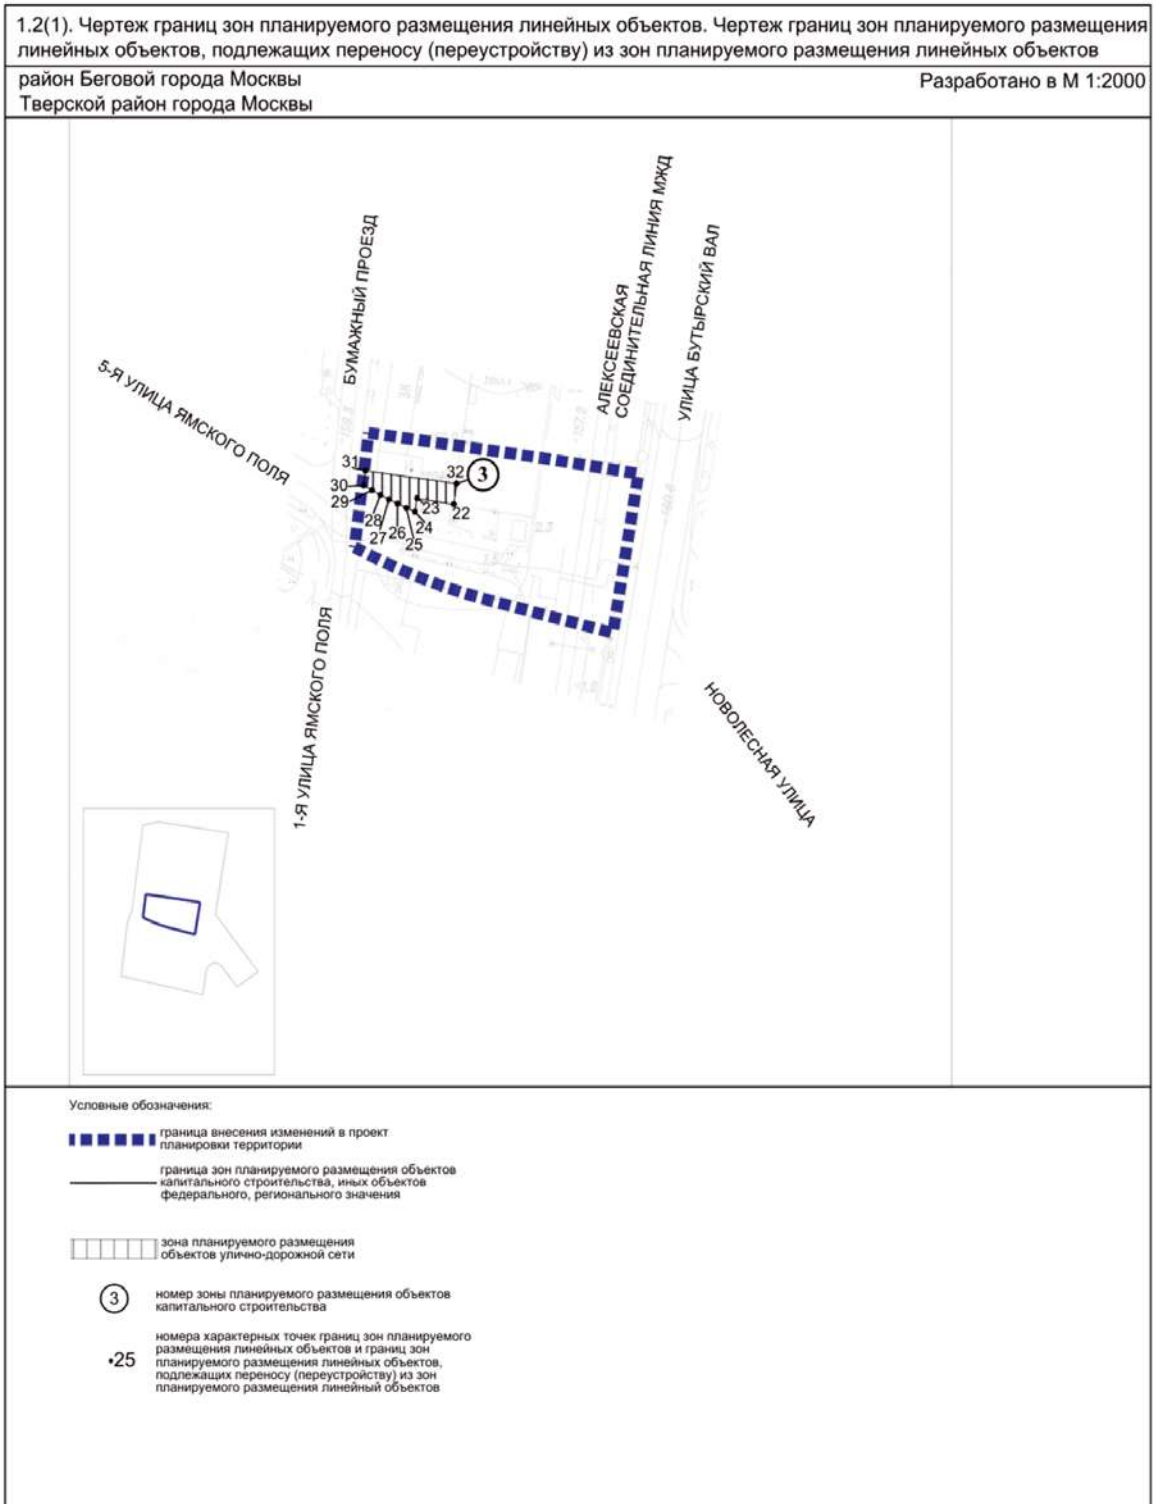 1.2(1). Чертеж границ зон планируемого размещения линейных объектов. Чертеж границ зон планируемого размещения
линейных объектов, подлежащих переносу (переустройству) из зон планируемого размещения линейных объектов
район Беговой города Москвы
Разработано в М 1:2000
Тверской район города Москвы
БУМАЖНЫЙ ПРОЕЗД
АЛЕКСЕЕВСКАЯ
СОЕДИНИТЕЛЬНАЯ ЛИНИЯ МЖД
УЛИЦА БУТЫРСКИЙ ВАЛ
5-Я УЛИЦА ЯМСКОГО ПОЛЯ
31
32
3
30
29
23
22
28
24
27
26
25
1-Я УЛИЦА ЯМСКОГО ПОЛЯ
НОВОЛЕСНАЯ УЛИЦА
Условные обозначения:
граница внесения изменений в проект
планировки территории
граница зон планируемого размещения объектов
капитального строительства, иных объектов
федерального, регионального значения
зона планируемого размещения
объектов улично-дорожной сети
3
номер зоны планируемого размещения объектов
капитального строительства
•25
номера характерных точек границ зон планируемого
размещения линейных объектов и границ зон
планируемого размещения линейных объектов,
подлежащих переносу (переустройству) из зон
планируемого размещения линейный объектов